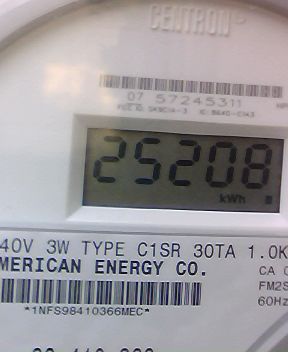 CENTRON
07 57245311
25208
kWh
40V 3W TYPE C1SR 30TA 1.0K
MERICAN ENERGY CO.
CA 0
FM2S
60Hz
*1NFS98410366MEC*